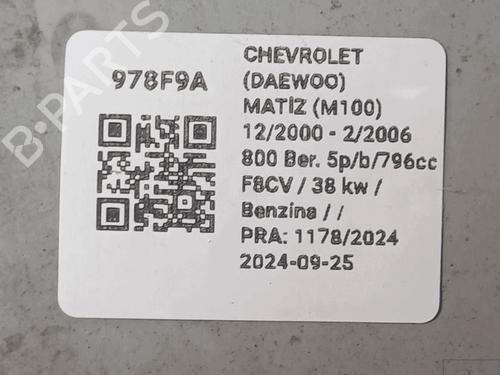 978F9A
CHEVROLET
(DAEWOO)
MATİZ (M100)
12/2000 - 2/2006
800 Ber. 5p/b/796cc
F8CV / 38 kw /
Benzina / /
PRA: 1178/2024
2024-09-25
B-PARTS